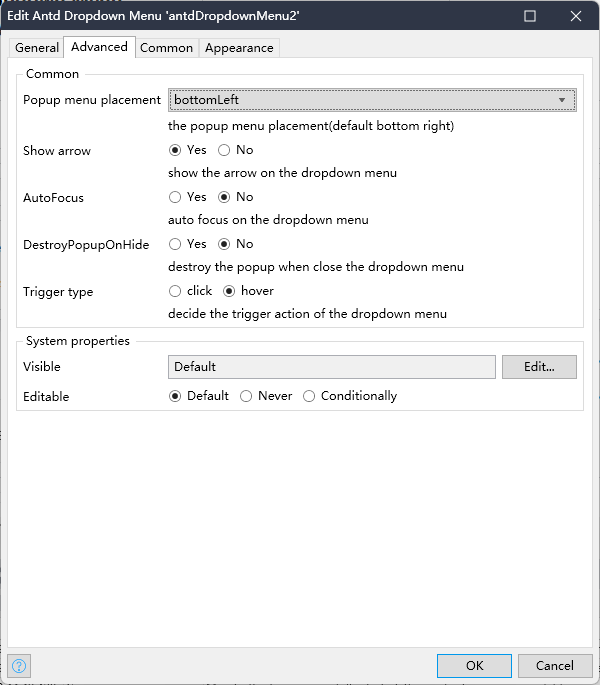 Edit Antd Dropdown Menu 'antdDropdownMenu2'
General Advanced Common Appearance
Common
Popup menu placement bottomLeft
the popup menu placement(default bottom right)
Show arrow Yes No
show the arrow on the dropdown menu
AutoFocus Yes No
auto focus on the dropdown menu
DestroyPopupOnHide Yes No
destroy the popup when close the dropdown menu
Trigger type click hover
decide the trigger action of the dropdown menu
System properties
Visible Default Edit...
Editable Default Never Conditionally
? OK Cancel